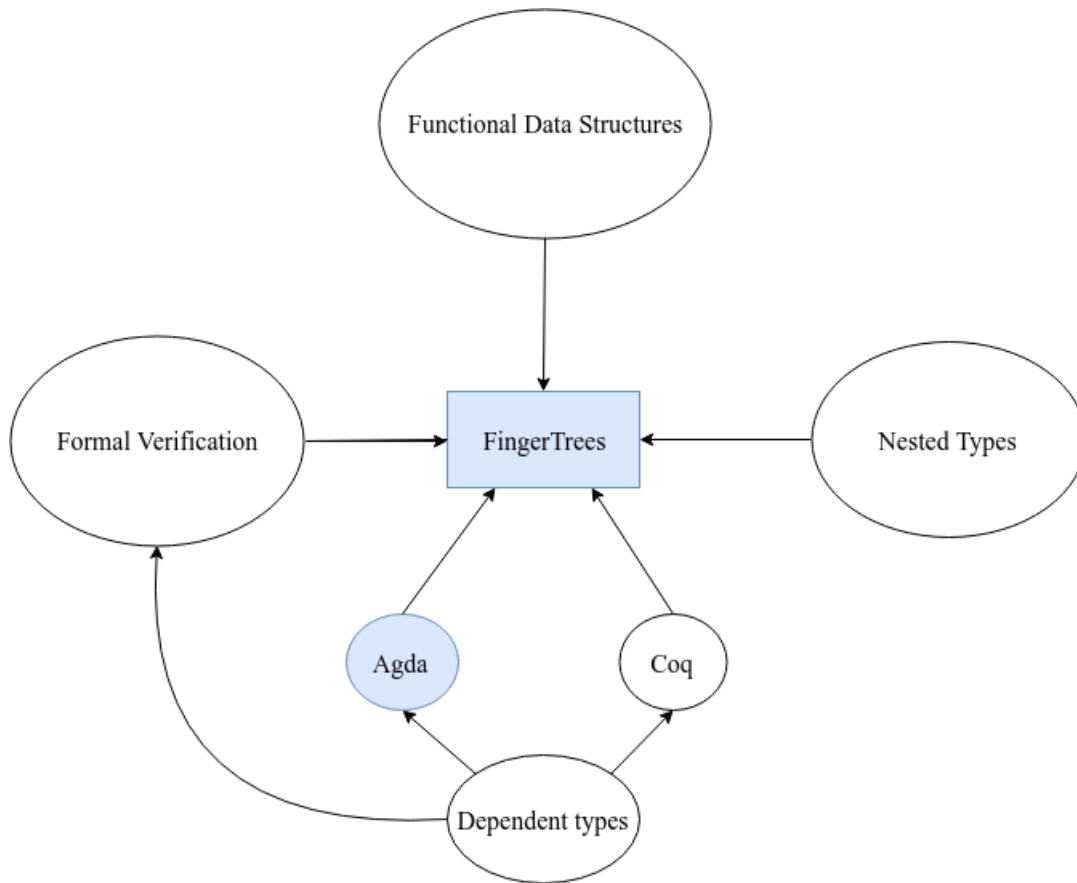 Functional Data Structures
Formal Verification
FingerTrees
Nested Types
Agda
Coq
Dependent types